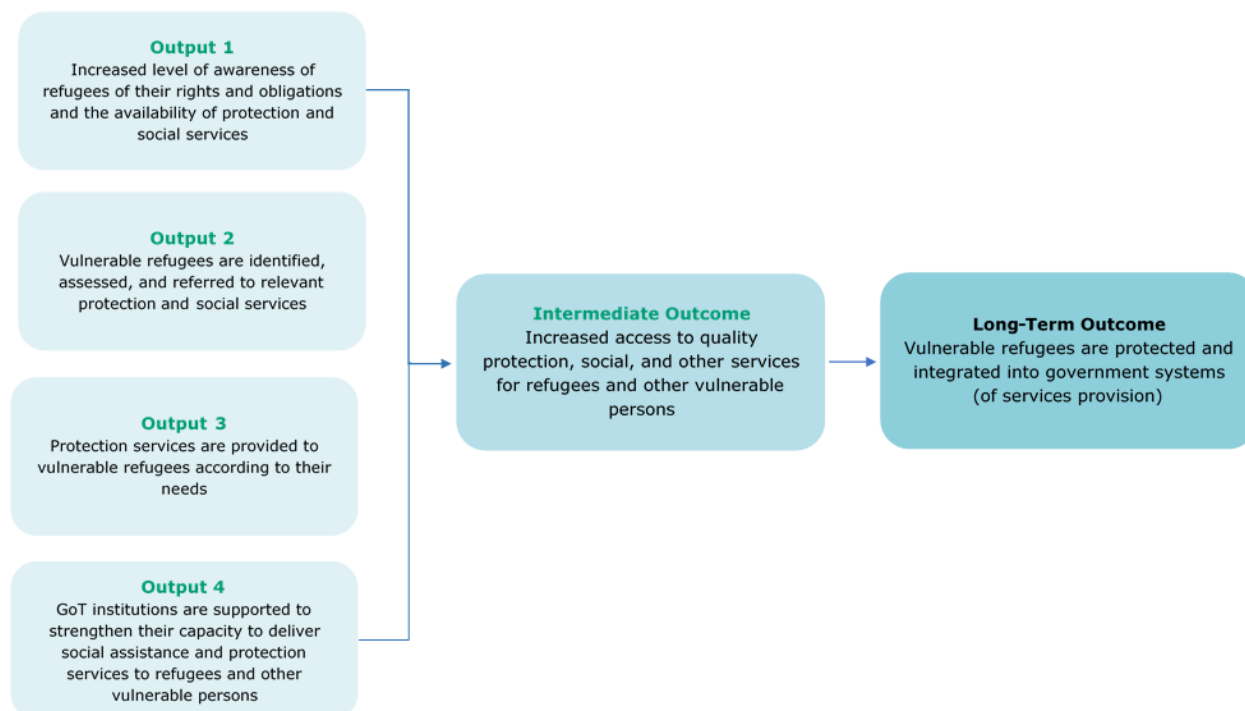 Output 1
Increased level of awareness of
refugees of their rights and obligations
and the availability of protection and
social services
Output 2
Vulnerable refugees are identified,
assessed, and referred to relevant
protection and social services
Output 3
Protection services are provided to
vulnerable refugees according to their
needs
Output 4
GoT institutions are supported to
strengthen their capacity to deliver
social assistance and protection
services to refugees and other
vulnerable persons
Intermediate Outcome
Increased access to quality
protection, social, and other services
for refugees and other vulnerable
persons
Long-Term Outcome
Vulnerable refugees are protected and
integrated into government systems
(of services provision)